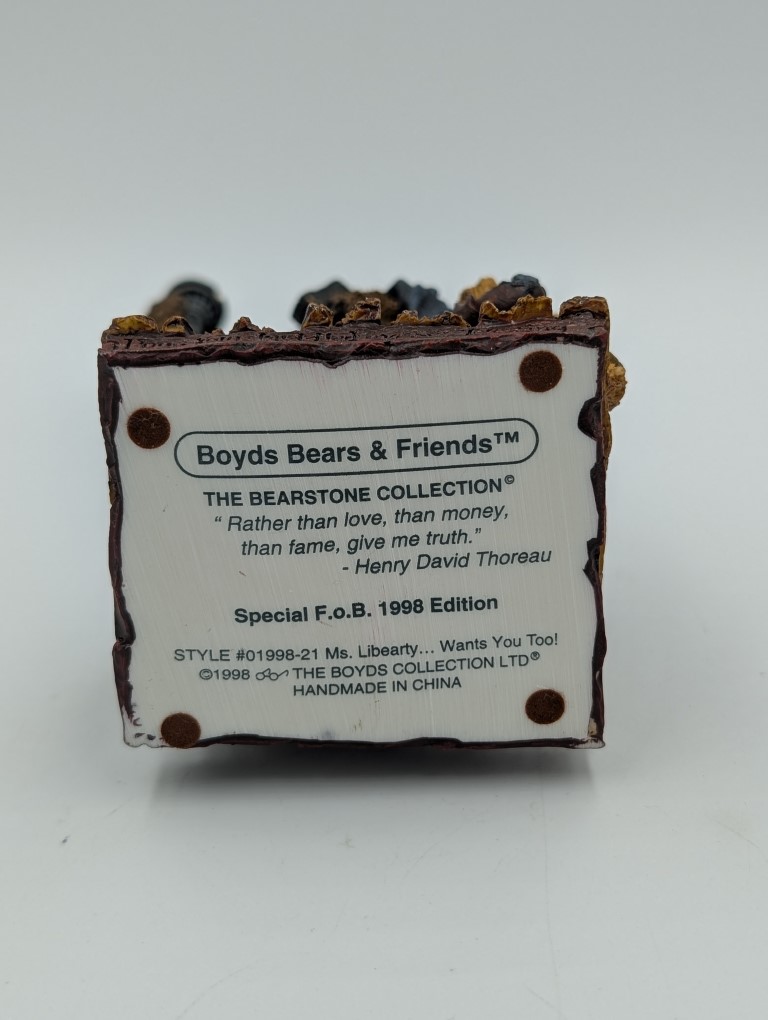 Boyds Bears & Friends™
THE BEARSTONE COLLECTION©
“ Rather than love, than money,
than fame, give me truth.”
- Henry David Thoreau
Special F.o.B. 1998 Edition
STYLE #01998-21 Ms. Libearty... Wants You Too!
©1998 THE BOYDS COLLECTION LTD®
HANDMADE IN CHINA